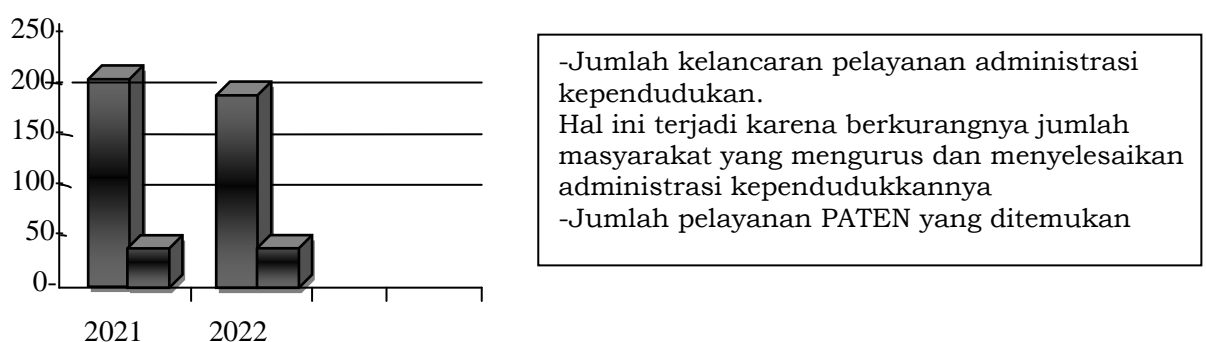 250
200
150
100
50
0
2021 2022
-Jumlah kelancaran pelayanan administrasi
kependudukan.
Hal ini terjadi karena berkurangnya jumlah
masyarakat yang mengurus dan menyelesaikan
administrasi kependudukkannya
-Jumlah pelayanan PATEN yang ditemukan